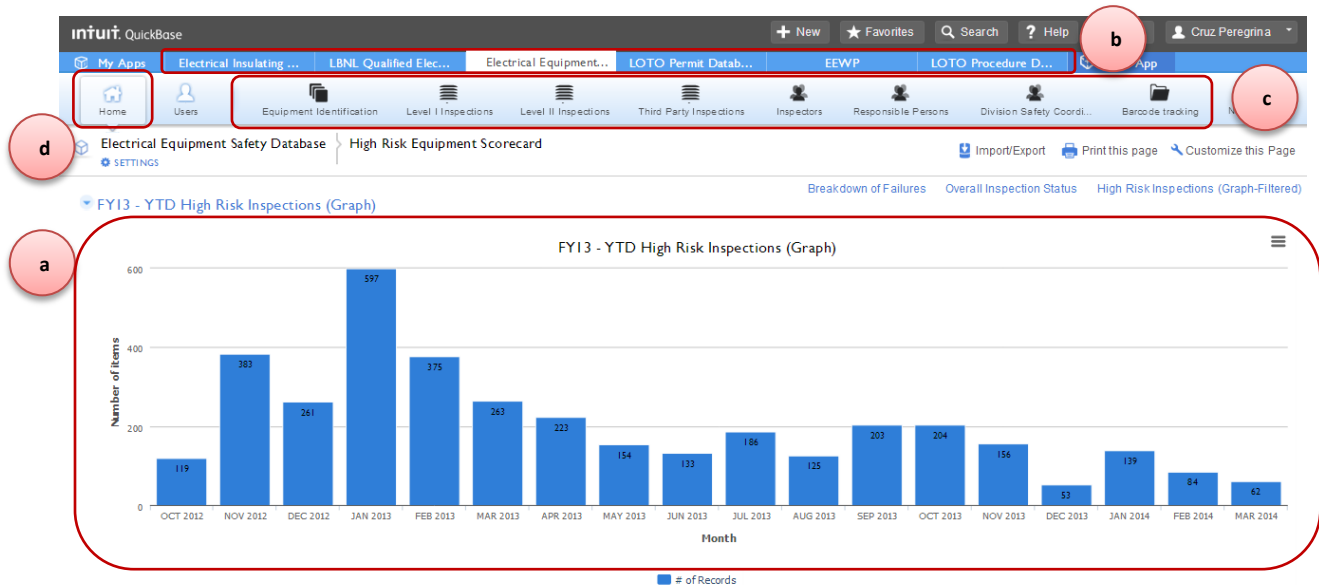 intuit. QuickBase
New Favorites Search ? Help Cruz Peregrina
b
My Apps Electrical Insulating ... LBNL Qualified Elec... Electrical Equipment... LOTO Permit Datab... EEWP LOTO Procedure D... App
Home Users Equipment Identification Level I Inspections Level II Inspections Third Party Inspections Inspectors Responsible Persons Division Safety Coordi... Barcode tracking
c
d
Electrical Equipment Safety Database High Risk Equipment Scorecard
SETTINGS
Import/Export Print this page Customize this Page
Breakdown of Failures Overall Inspection Status High Risk Inspections (Graph-Filtered)
FY13 - YTD High Risk Inspections (Graph)
a
FY13 - YTD High Risk Inspections (Graph)
Number of items
600
400
200
0
119 383 261 597 375 263 223 154 133 186 125 203 204 156 53 139 84 62
OCT 2012 NOV 2012 DEC 2012 JAN 2013 FEB 2013 MAR 2013 APR 2013 MAY 2013 JUN 2013 JUL 2013 AUG 2013 SEP 2013 OCT 2013 NOV 2013 DEC 2013 JAN 2014 FEB 2014 MAR 2014
Month
# of Records